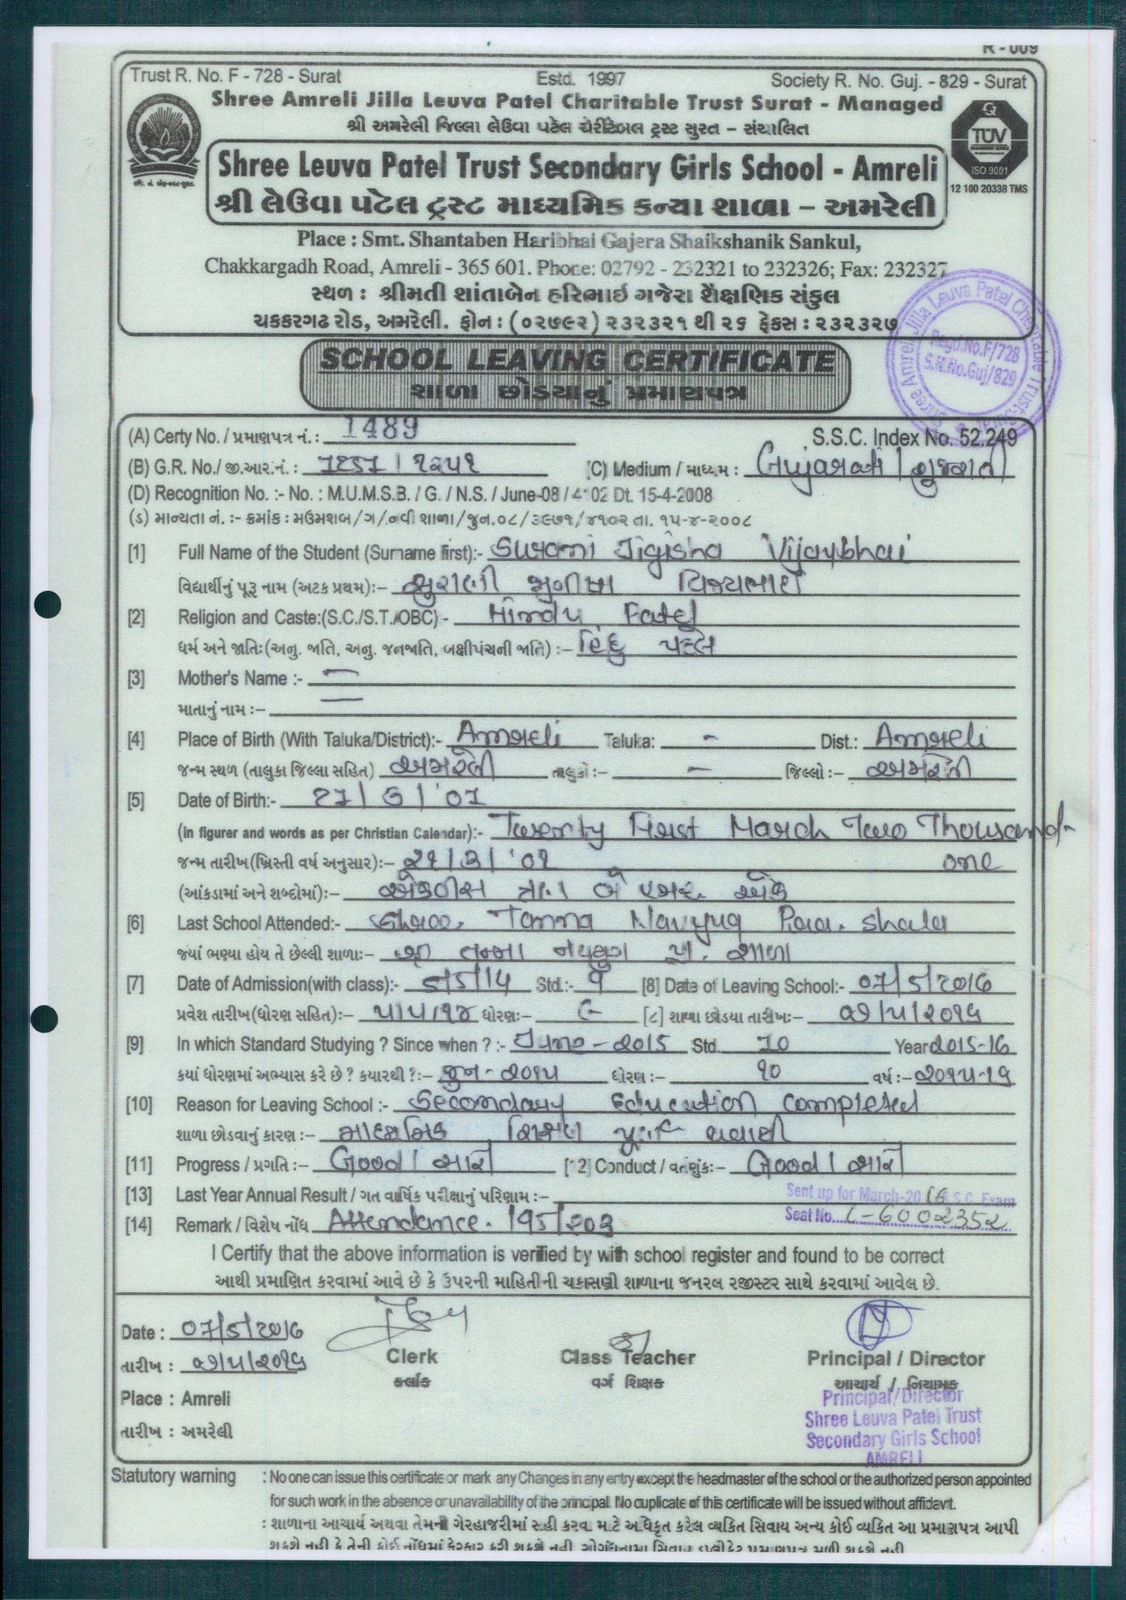 R - 009
Trust R. No. F - 728 - Surat Estd. 1997 Society R. No. Guj. - 829 - Surat
Shree Amreli Jilla Leuva Patel Charitable Trust Surat - Managed
શ્રી અમરેલી જિલ્લા લેઉવા પટેલ ચેરીટેબલ ટ્રસ્ટ સુરત – સંચાલિત
Shree Leuva Patel Trust Secondary Girls School - Amreli
શ્રી લેઉવા પટેલ ટ્રસ્ટ માધ્યમિક કન્યા શાળા – અમરેલી
TÜV
ISO 9001
12 100 20338 TMS
Place : Smt. Shantaben Haribhai Gajera Shaikshanik Sankul,
Chakkargadh Road, Amreli - 365 601. Phone: 02792 - 232321 to 232326; Fax: 232327
સ્થળ : શ્રીમતી શાંતાબેન હરિભાઇ ગજેરા શૈક્ષણિક સંકુલ
ચકકરગઢ રોડ, અમરેલી. ફોન : (૦૨૭૯૨) ૨૩૨૩૨૧ થી ૨૬ ફેકસ : ૨૩૨૩૨૭
Shree Amreli Jilla Leuva Patel Charitable Trust
Regd.No.F/728
S.R.No.Guj/829
SCHOOL LEAVING CERTIFICATE
શાળા છોડયાનું પ્રમાણપત્ર
(A) Certy No. / પ્રમાણપત્ર નં. : 1489 S.S.C. Index No. 52.249
(B) G.R. No./ જી.આર.નં. : 1251 / ૧૨૫૧ (C) Medium / માધ્યમ : Gujarati / ગુજરાતી
(D) Recognition No. :- No. : M.U.M.S.B. / G. / N.S. / June-08 / 4102 Dt. 15-4-2008
(ડ) માન્યતા નં. :- ક્રમાંક : મઉમશબ/ગ/નવી શાળા/જુન.૦૮/૩૯૭૧/૪૧૦૨ તા. ૧૫-૪-૨૦૦૮
[1] Full Name of the Student (Surname First):- Surani Jigisha Vijaybhai
વિદ્યાર્થીનું પૂરૂ નામ (અટક પ્રથમ):- સુરાણી જીગીષા વિજયભાઈ
[2] Religion and Caste:(S.C./S.T./OBC) - Hindu Patel
ધર્મ અને જાતિઃ(અનુ. જાતિ, અનુ. જનજાતિ, બક્ષીપંચની જાતિ) :- હિંદુ પટેલ
[3] Mother's Name :- —
માતાનું નામ :- —
[4] Place of Birth (With Taluka/District):- Amreli Taluka: - Dist.: Amreli
જન્મ સ્થળ (તાલુકા જિલ્લા સહિત) અમરેલી તાલુકો :- - જિલ્લો :- અમરેલી
[5] Date of Birth:- 21/3/'01
(in figurer and words as per Christian Calendar):- Twenty First March Two Thousand-
one
જન્મ તારીખ(ખ્રિસ્તી વર્ષ અનુસાર):- ૨૧/૩/'૦૧
(આંકડામાં અને શબ્દોમાં):- એકવીસ ત્રણ બે હજાર એક
[6] Last School Attended:- Shree. Tanna Navyug Pra. Shala
જ્યાં ભણ્યા હોય તે છેલ્લી શાળાઃ- શ્રી તન્ના નવયુગ પ્રા. શાળા
[7] Date of Admission(with class):- 5/5/14 Std.:- 9 [8] Date of Leaving School:- 07/5/2016
પ્રવેશ તારીખ(ધોરણ સહિત):- ૫/૫/૧૪ ધોરણઃ- ૯ [૮] શાળા છોડયા તારીખઃ- ૦૭/૫/૨૦૧૬
[9] In which Standard Studying ? Since when ? :- June - 2015 Std 10 Year 2015-16
કયાં ધોરણમાં અભ્યાસ કરે છે? કયારથી? :- જુન - ૨૦૧૫ ધોરણ :- ૧૦ વર્ષ :- ૨૦૧૫-૧૬
[10] Reason for Leaving School :- Secondary Education Completed
શાળા છોડવાનું કારણ :- માધ્યમિક શિક્ષણ પૂર્ણ થવાથી
[11] Progress / પ્રગતિ :- Good / સારી [12] Conduct / વર્તણુંક:- Good / સારી
[13] Last Year Annual Result / ગત વાર્ષિક પરીક્ષાનું પરિણામ :- Sent up for March-2016 S.S.C. Exam
[14] Remark / વિશેષ નોંધ Attendance. 195/203 Seat No. C-6002352
I Certify that the above information is verified by with school register and found to be correct
આથી પ્રમાણિત કરવામાં આવે છે કે ઉપરની માહિતીની ચકાસણી શાળાના જનરલ રજીસ્ટર સાથે કરવામાં આવેલ છે.
Date : 07/5/2016
તારીખ : ૦૭/૫/૨૦૧૬
Clerk Class Teacher Principal / Director
કલાર્ક વર્ગ શિક્ષક આચાર્ય / નિયામક
Place : Amreli
તારીખ : અમરેલી
Principal/Director
Shree Leuva Patel Trust
Secondary Girls School
AMRELI
Statutory warning : No one can issue this certificate or mark any Changes in any entry except the headmaster of the school or the authorized person appointed
for such work in the absence or unavailability of the principal. No duplicate of this certificate will be issued without affidavit.
: શાળાના આચાર્ય અથવા તેમની ગેરહાજરીમાં સહી કરવા માટે અધિકૃત કરેલ વ્યકિત સિવાય અન્ય કોઈ વ્યકિત આ પ્રમાણપત્ર આપી